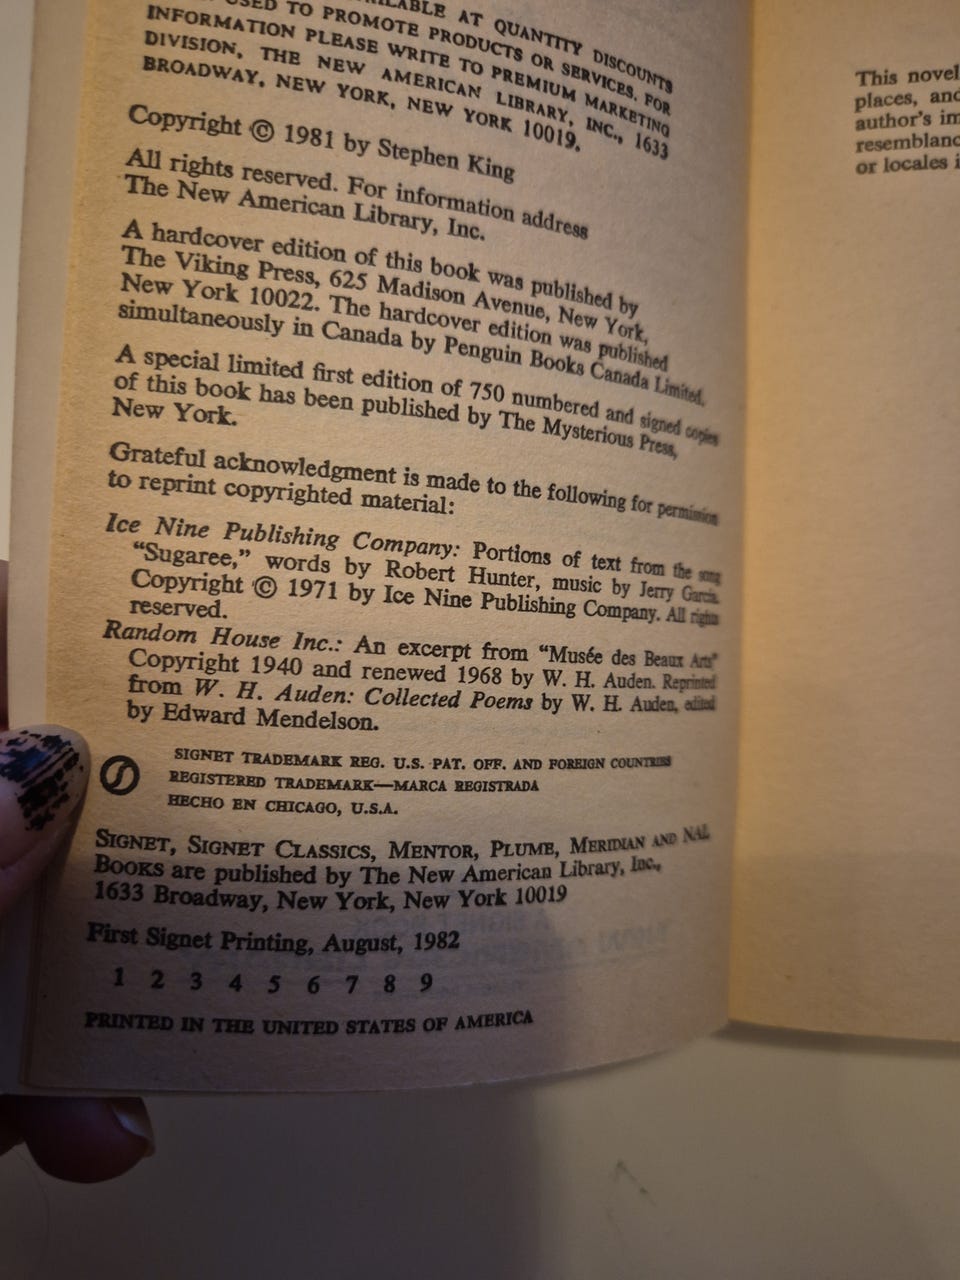 AILABLE AT QUANTITY DISCOUNTS
USED TO PROMOTE PRODUCTS OR SERVICES. FOR
INFORMATION PLEASE WRITE TO PREMIUM MARKETING
DIVISION, THE NEW AMERICAN LIBRARY, INC., 1633
BROADWAY, NEW YORK, NEW YORK 10019.
Copyright © 1981 by Stephen King
All rights reserved. For information address
The New American Library, Inc.
A hardcover edition of this book was published by
The Viking Press, 625 Madison Avenue, New York,
New York 10022. The hardcover edition was published
simultaneously in Canada by Penguin Books Canada Limited.
A special limited first edition of 750 numbered and signed copies
of this book has been published by The Mysterious Press,
New York.
Grateful acknowledgment is made to the following for permission
to reprint copyrighted material:
Ice Nine Publishing Company: Portions of text from the song
“Sugaree,” words by Robert Hunter, music by Jerry Garcia.
Copyright © 1971 by Ice Nine Publishing Company. All rights
reserved.
Random House Inc.: An excerpt from “Musée des Beaux Arts”
Copyright 1940 and renewed 1968 by W. H. Auden. Reprinted
from W. H. Auden: Collected Poems by W. H. Auden, edited
by Edward Mendelson.
SIGNET TRADEMARK REG. U.S. PAT. OFF. AND FOREIGN COUNTRIES
REGISTERED TRADEMARK—MARCA REGISTRADA
HECHO EN CHICAGO, U.S.A.
SIGNET, SIGNET CLASSICS, MENTOR, PLUME, MERIDIAN AND NAL
BOOKS are published by The New American Library, Inc.,
1633 Broadway, New York, New York 10019
First Signet Printing, August, 1982
1 2 3 4 5 6 7 8 9
PRINTED IN THE UNITED STATES OF AMERICA
This novel
places, and
author's im
resemblanc
or locales i